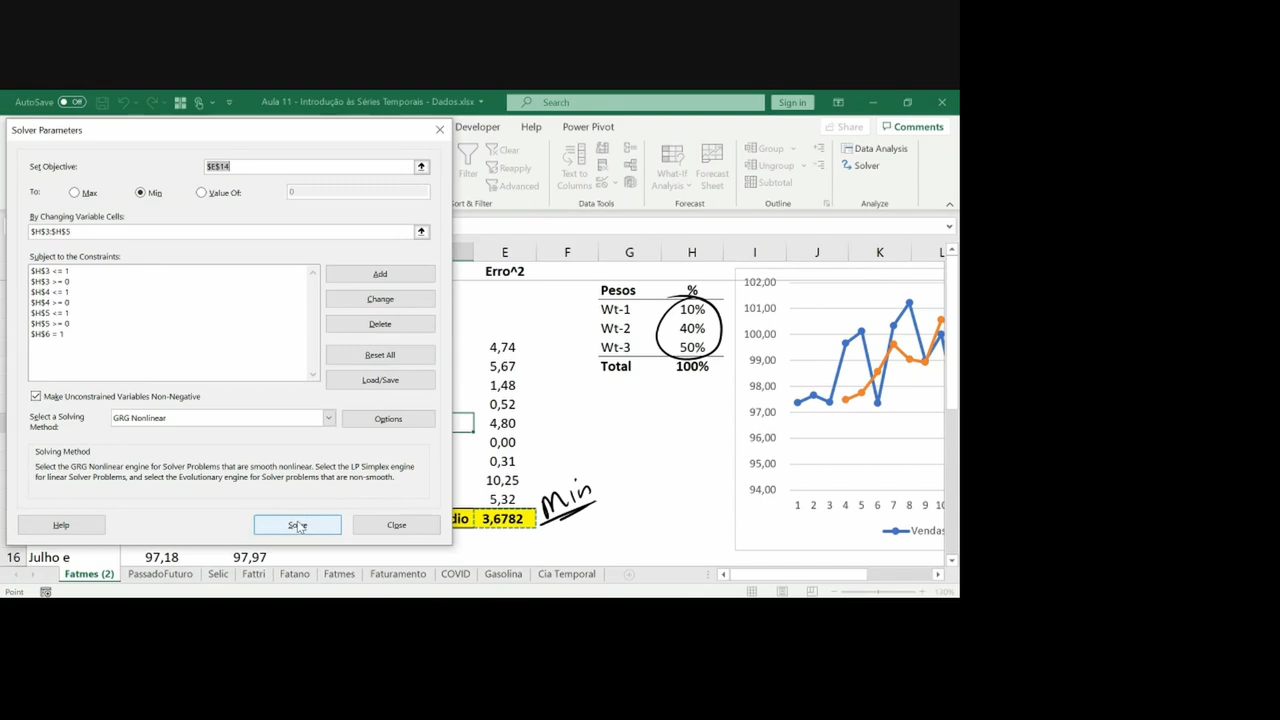 AutoSave Off Aula 11 - Introdução às Séries Temporais - Dados.xlsx Search Sign in
Solver Parameters
Developer Help Power Pivot Share Comments
Set Objective: $E$14
To: Max Min Value Of: 0
By Changing Variable Cells:
$H$3:$H$5
Subject to the Constraints:
$H$3 <= 1
$H$3 >= 0
$H$4 <= 1
$H$4 >= 0
$H$5 <= 1
$H$5 >= 0
$H$6 = 1
Add
Change
Delete
Reset All
Load/Save
Make Unconstrained Variables Non-Negative
Select a Solving Method: GRG Nonlinear Options
Solving Method
Select the GRG Nonlinear engine for Solver Problems that are smooth nonlinear. Select the LP Simplex engine
for linear Solver Problems, and select the Evolutionary engine for Solver problems that are non-smooth.
Help Solve Close
Filter
Clear
Reapply
Advanced
Text to
Columns
What-If
Analysis
Forecast
Sheet
Group
Ungroup
Subtotal
Data Analysis
Solver
Sort & Filter Data Tools Forecast Outline Analyze
E F G H I J K L
Erro^2
4,74
5,67
1,48
0,52
4,80
0,00
0,31
10,25
5,32
dio 3,6782
Min
Pesos %
Wt-1 10%
Wt-2 40%
Wt-3 50%
Total 100%
102,00
101,00
100,00
99,00
98,00
97,00
96,00
95,00
94,00
1 2 3 4 5 6 7 8 9 10
Vendas
16 Julho e 97,18 97,97
Fatmes (2) PassadoFuturo Selic Fattri Fatano Fatmes Faturamento COVID Gasolina Cia Temporal
Point 130%